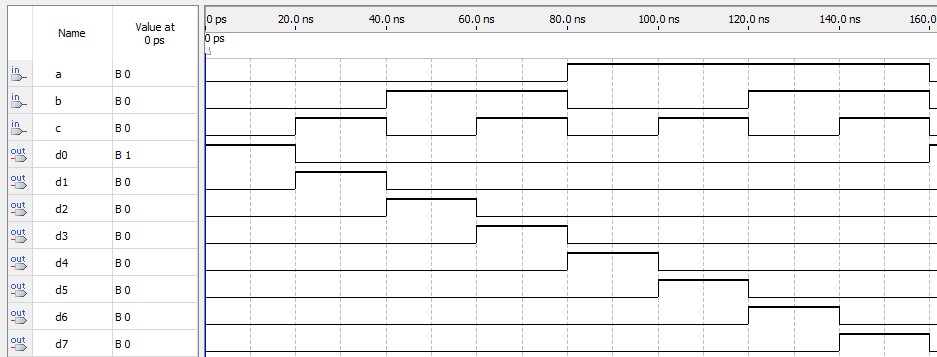 Name Value at 0 ps
0 ps 20.0 ns 40.0 ns 60.0 ns 80.0 ns 100.0 ns 120.0 ns 140.0 ns 160.0
0 ps
in a B 0
in b B 0
in c B 0
out d0 B 1
out d1 B 0
out d2 B 0
out d3 B 0
out d4 B 0
out d5 B 0
out d6 B 0
out d7 B 0